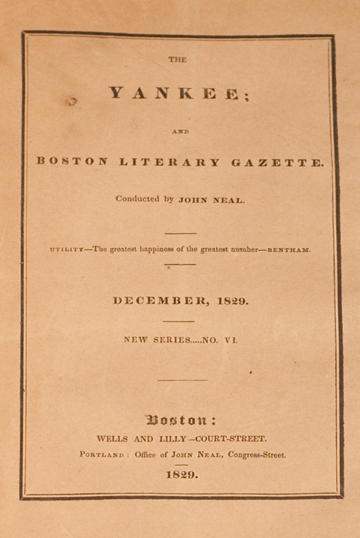 THE
YANKEE;
AND
BOSTON LITERARY GAZETTE.
Conducted by JOHN NEAL.
UTILITY—The greatest happiness of the greatest number—BENTHAM.
DECEMBER, 1829.
NEW SERIES.....NO. VI.
Boston:
WELLS AND LILLY—COURT-STREET.
PORTLAND: Office of JOHN NEAL, Congress-Street.
1829.